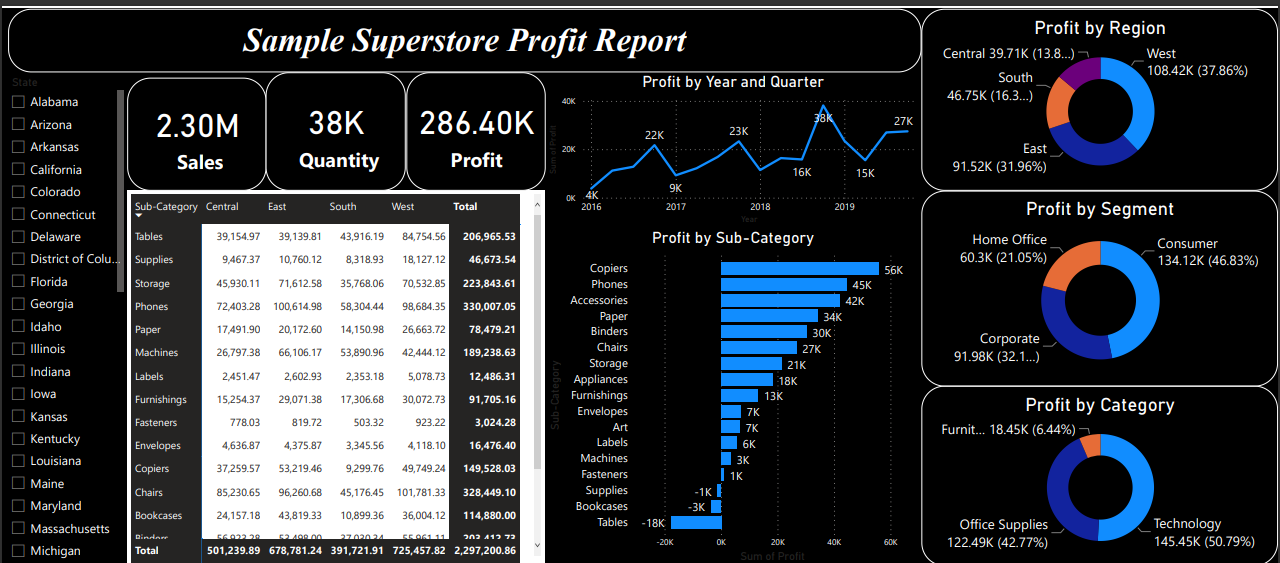 Sample Superstore Profit Report
State
Alabama
Arizona
Arkansas
California
Colorado
Connecticut
Delaware
District of Colu...
Florida
Georgia
Idaho
Illinois
Indiana
Iowa
Kansas
Kentucky
Louisiana
Maine
Maryland
Massachusetts
Michigan
2.30M
Sales
38K
Quantity
286.40K
Profit
Sub-Category Central East South West Total
Tables 39,154.97 39,139.81 43,916.19 84,754.56 206,965.53
Supplies 9,467.37 10,760.12 8,318.93 18,127.12 46,673.54
Storage 45,930.11 71,612.58 35,768.06 70,532.85 223,843.61
Phones 72,403.28 100,614.98 58,304.44 98,684.35 330,007.05
Paper 17,491.90 20,172.60 14,150.98 26,663.72 78,479.21
Machines 26,797.38 66,106.17 53,890.96 42,444.12 189,238.63
Labels 2,451.47 2,602.93 2,353.18 5,078.73 12,486.31
Furnishings 15,254.37 29,071.38 17,306.68 30,072.73 91,705.16
Fasteners 778.03 819.72 503.32 923.22 3,024.28
Envelopes 4,636.87 4,375.87 3,345.56 4,118.10 16,476.40
Copiers 37,259.57 53,219.46 9,299.76 49,749.24 149,528.03
Chairs 85,230.65 96,260.68 45,176.45 101,781.33 328,449.10
Bookcases 24,157.18 43,819.33 10,899.36 36,004.12 114,880.00
Binders 56,923.28 53,498.00 37,030.34 55,961.11 203,412.73
Total 501,239.89 678,781.24 391,721.91 725,457.82 2,297,200.86
Profit by Year and Quarter
Sum of Profit
40K
20K
0K
4K
22K
9K
23K
16K
38K
15K
27K
2016 2017 2018 2019
Year
Profit by Sub-Category
Sub-Category
Copiers 56K
Phones 45K
Accessories 42K
Paper 34K
Binders 30K
Chairs 27K
Storage 21K
Appliances 18K
Furnishings 13K
Envelopes 7K
Art 7K
Labels 6K
Machines 3K
Fasteners 1K
Supplies -1K
Bookcases -3K
Tables -18K
-20K 0K 20K 40K 60K
Sum of Profit
Profit by Region
Central 39.71K (13.8...)
West
108.42K (37.86%)
South
46.75K (16.3...)
East
91.52K (31.96%)
Profit by Segment
Home Office
60.3K (21.05%)
Consumer
134.12K (46.83%)
Corporate
91.98K (32.1...)
Profit by Category
Furnit... 18.45K (6.44%)
Office Supplies
122.49K (42.77%)
Technology
145.45K (50.79%)